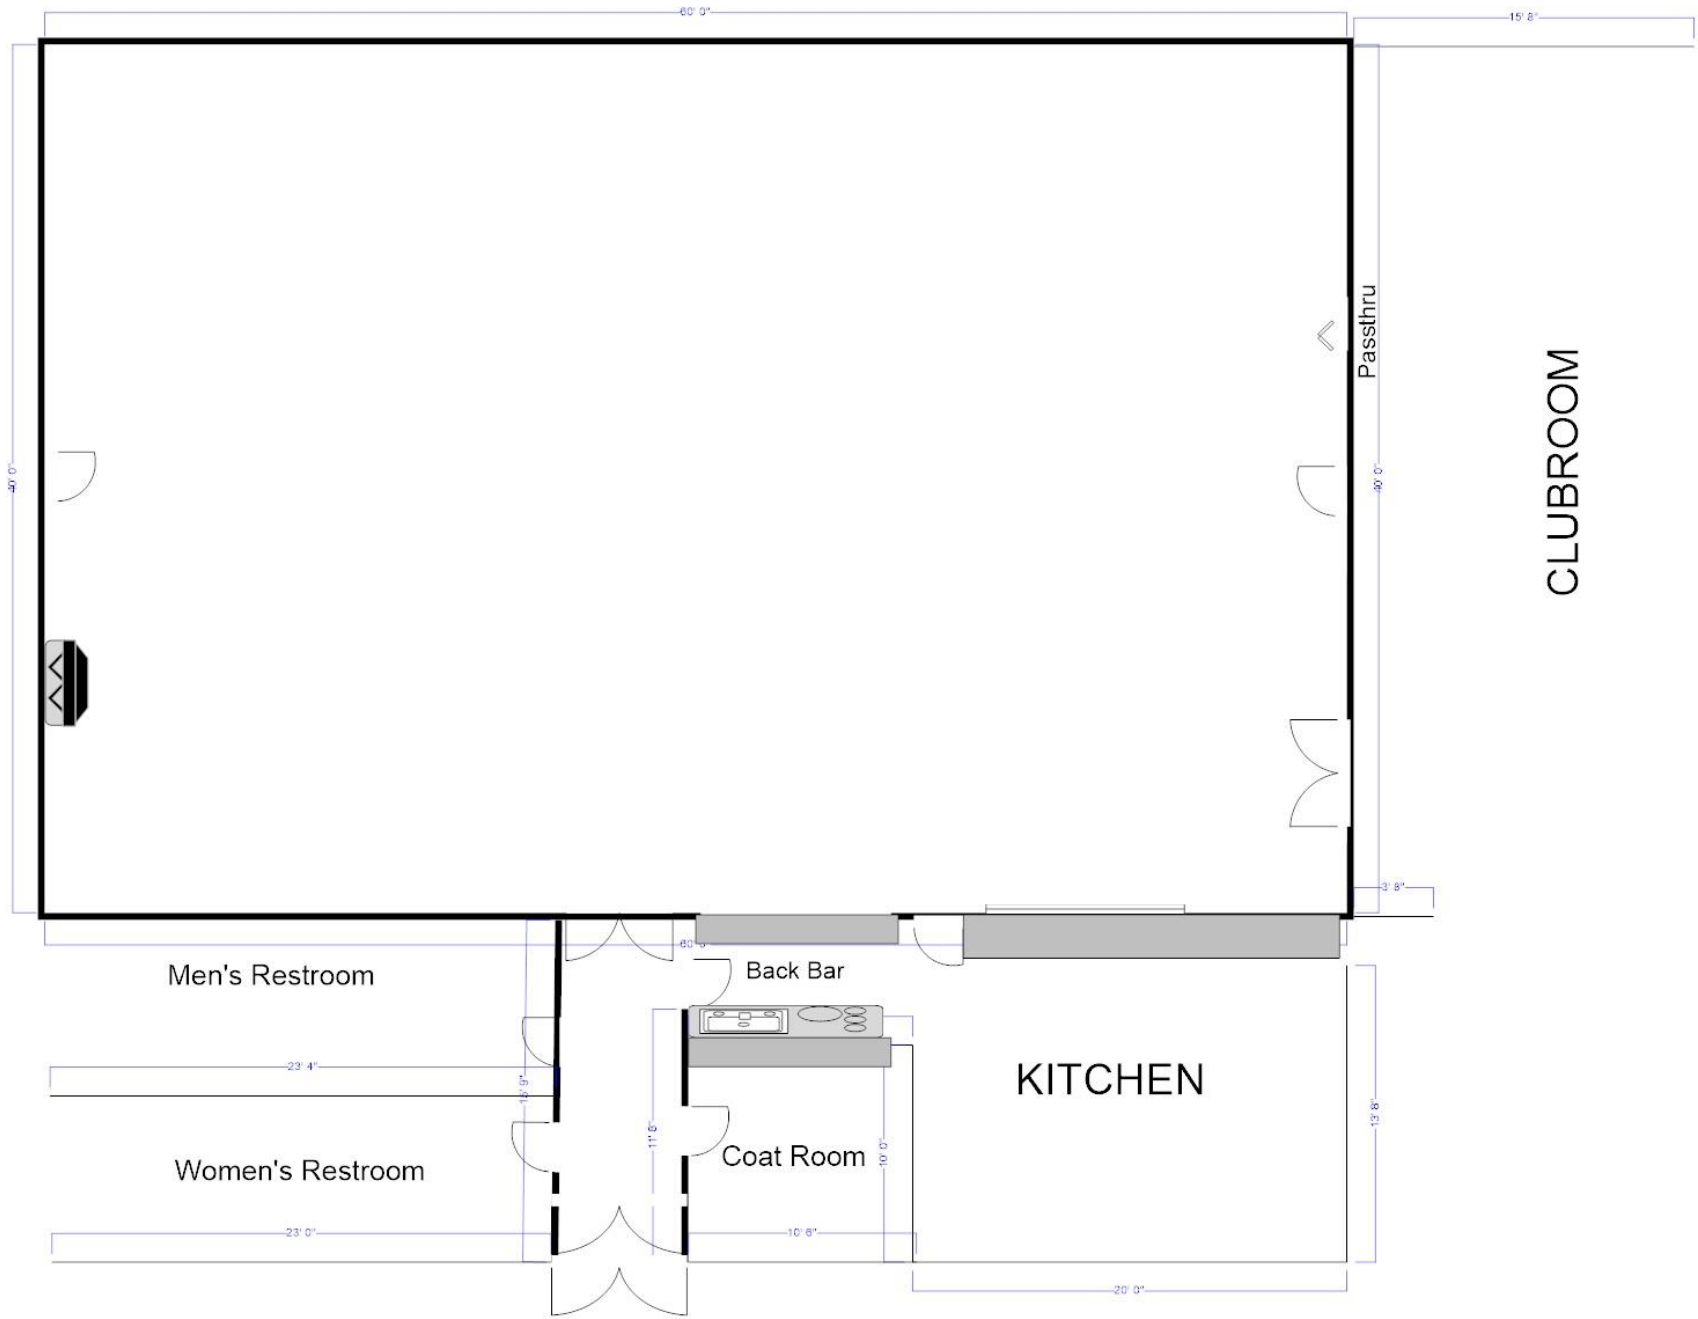 60' 0"
15' 8"
Passthru
CLUBROOM
40' 0"
40' 0"
3' 8"
Men's Restroom
Back Bar
23' 4"
15' 9"
KITCHEN
11' 8"
13' 8"
Coat Room
10' 0"
Women's Restroom
23' 0"
10' 6"
20' 0"